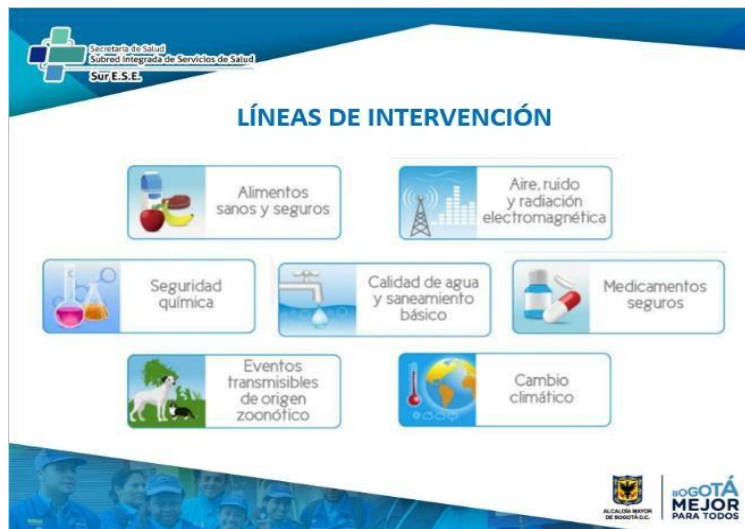 Secretaría de Salud
Subred Integrada de Servicios de Salud
Sur E.S.E.
LÍNEAS DE INTERVENCIÓN
Alimentos
sanos y seguros
Aire, ruido
y radiación
electromagnética
Seguridad
química
Calidad de agua
y saneamiento
básico
Medicamentos
seguros
Eventos
transmisibles
de origen
zoonótico
Cambio
climático
ALCALDÍA MAYOR
DE BOGOTÁ D.C.
BOGOTÁ
MEJOR
PARA TODOS